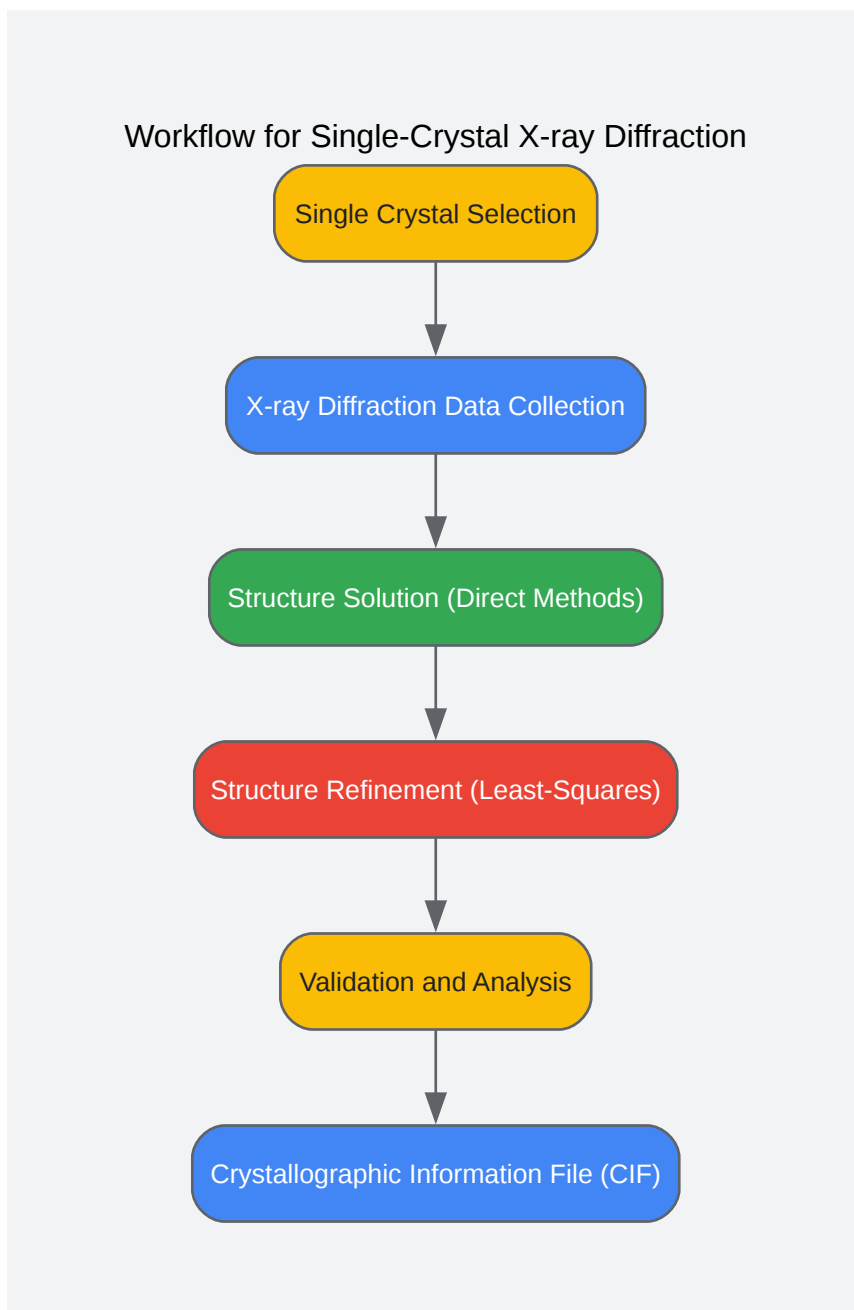 Workflow for Single-Crystal X-ray Diffraction
Single Crystal Selection
X-ray Diffraction Data Collection
Structure Solution (Direct Methods)
Structure Refinement (Least-Squares)
Validation and Analysis
Crystallographic Information File (CIF)